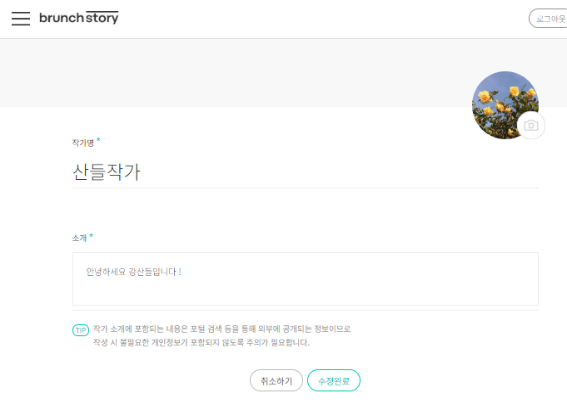 brunch story
로그아웃
작가명 *
산들작가
소개 *
안녕하세요 강산들입니다 !
TIP 작가 소개에 포함되는 내용은 포털 검색 등을 통해 외부에 공개되는 정보이므로
작성 시 불필요한 개인정보가 포함되지 않도록 주의가 필요합니다.
취소하기 수정완료